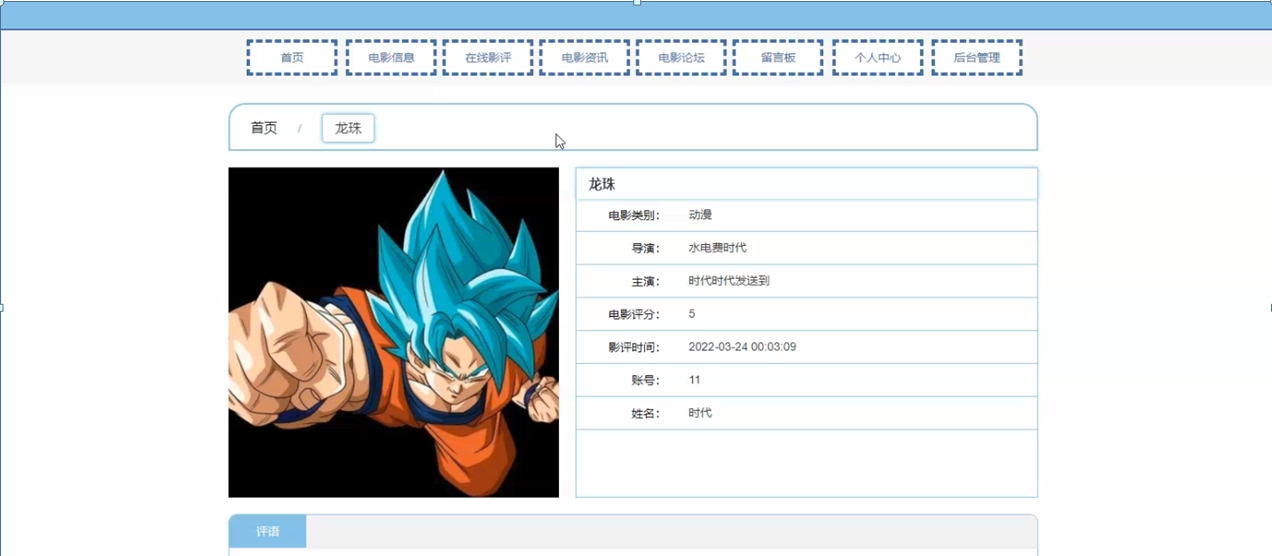 首页 电影信息 在线影评 电影资讯 电影论坛 留言板 个人中心 后台管理
首页 / 龙珠
龙珠
电影类别： 动漫
导演： 水电费时代
主演： 时代时代发送到
电影评分： 5
影评时间： 2022-03-24 00:03:09
账号： 11
姓名： 时代
评语